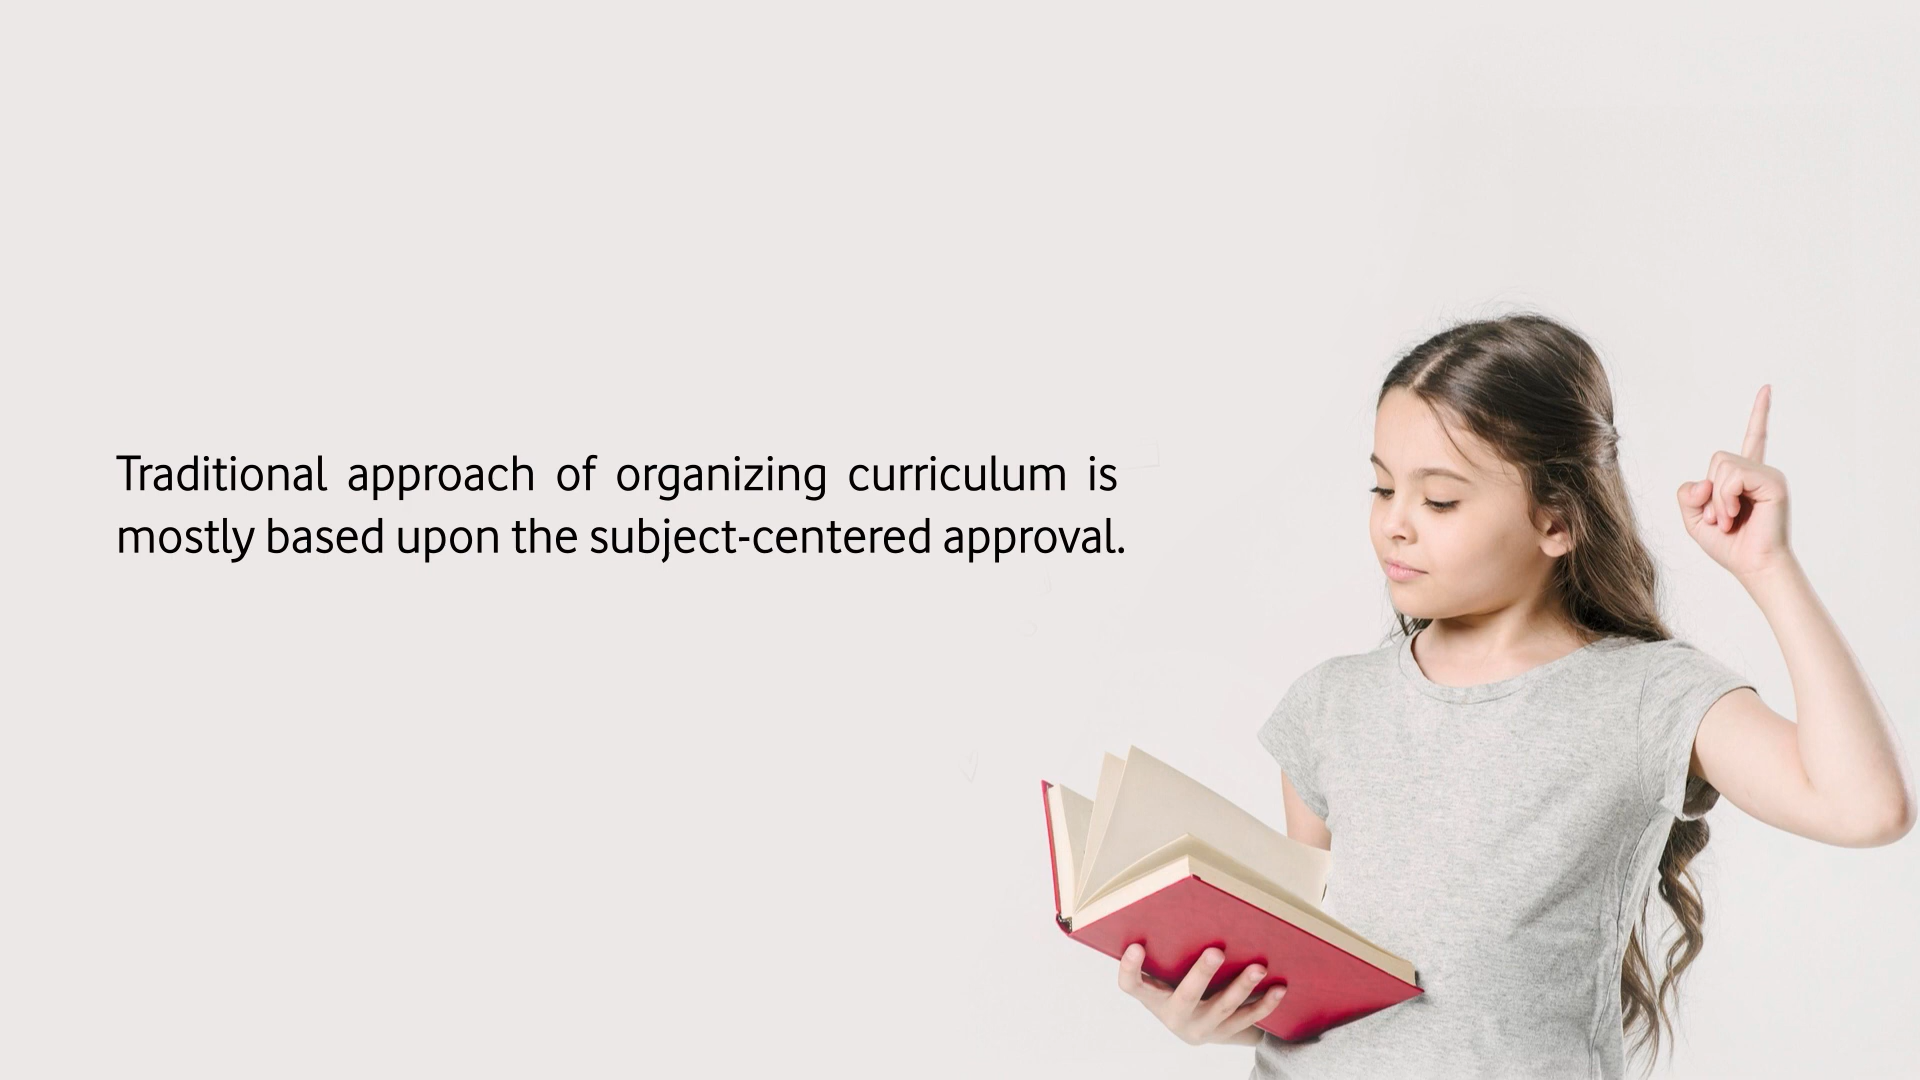 Traditional approach of organizing curriculum is
mostly based upon the subject-centered approval.